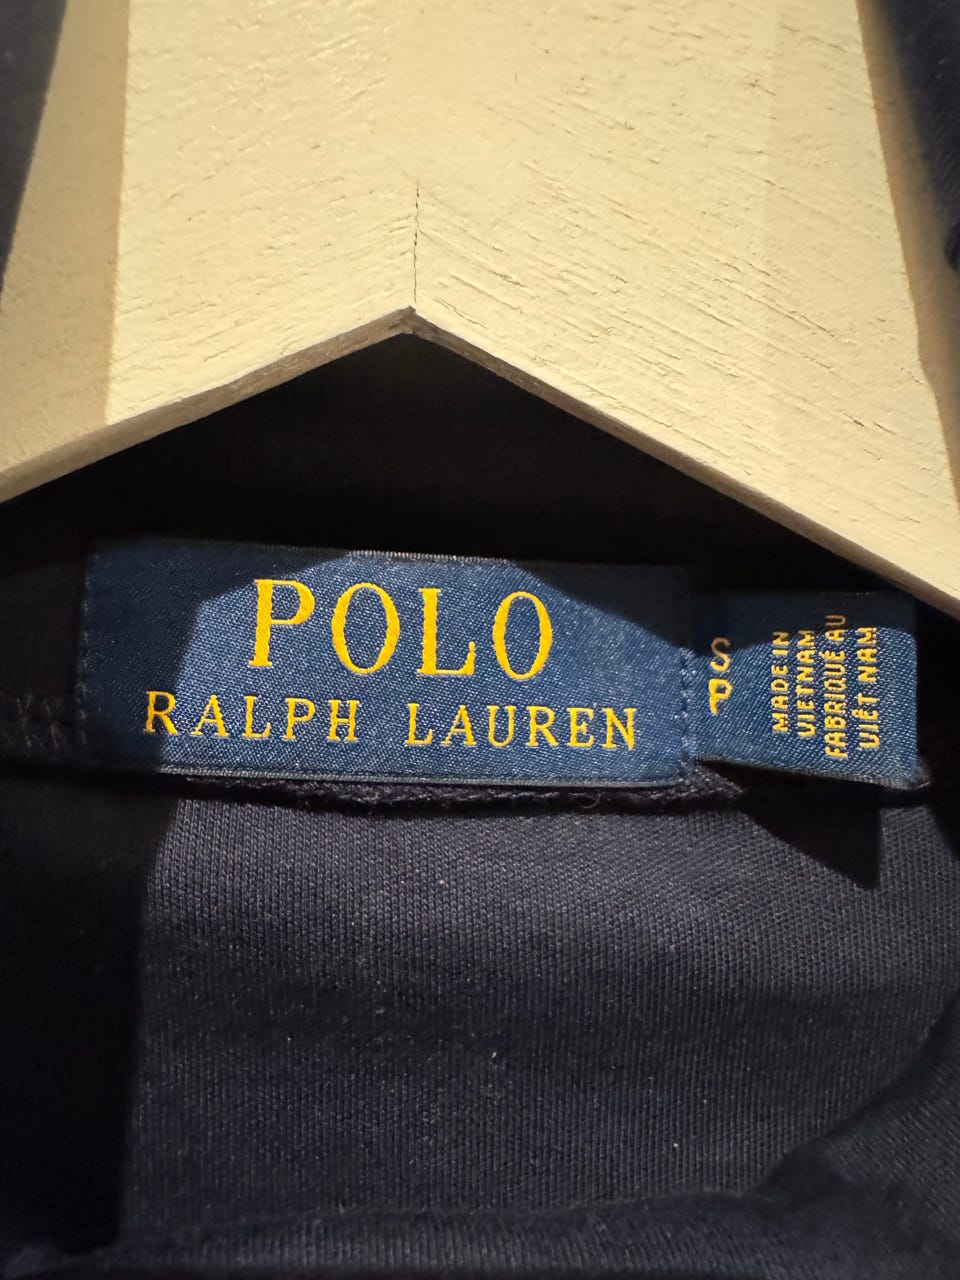 POLO
RALPH LAUREN
S
P
MADE IN
VIETNAM
FABRIQUÉ AU
VIÊT NAM